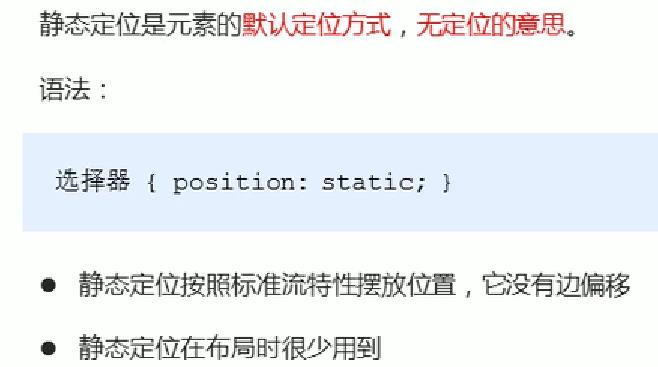 静态定位是元素的默认定位方式，无定位的意思。
语法：
选择器 { position: static; }
● 静态定位按照标准流特性摆放位置，它没有边偏移
● 静态定位在布局时很少用到